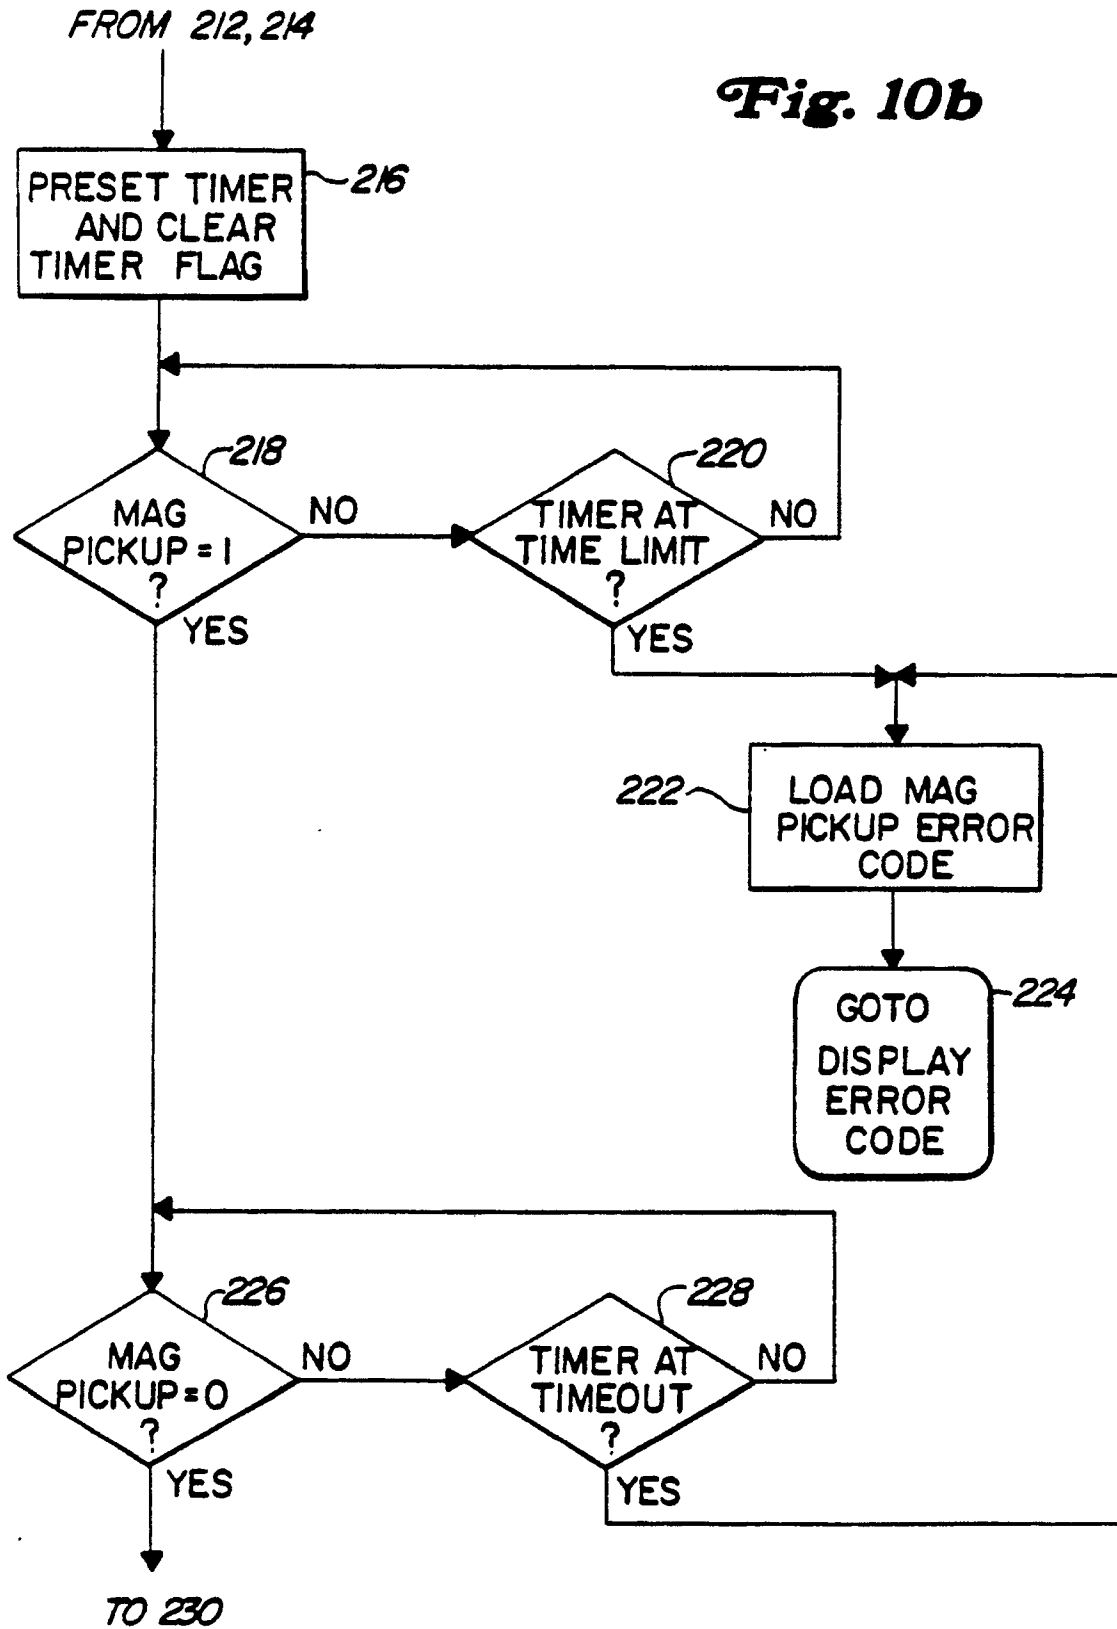 FROM 212, 214
Fig. 10b
216
PRESET TIMER
AND CLEAR
TIMER FLAG
218
MAG
PICKUP = 1
?
NO
YES
220
TIMER AT
TIME LIMIT
?
NO
YES
222
LOAD MAG
PICKUP ERROR
CODE
224
GOTO
DISPLAY
ERROR
CODE
226
MAG
PICKUP = 0
?
NO
YES
228
TIMER AT
TIMEOUT
?
NO
YES
TO 230